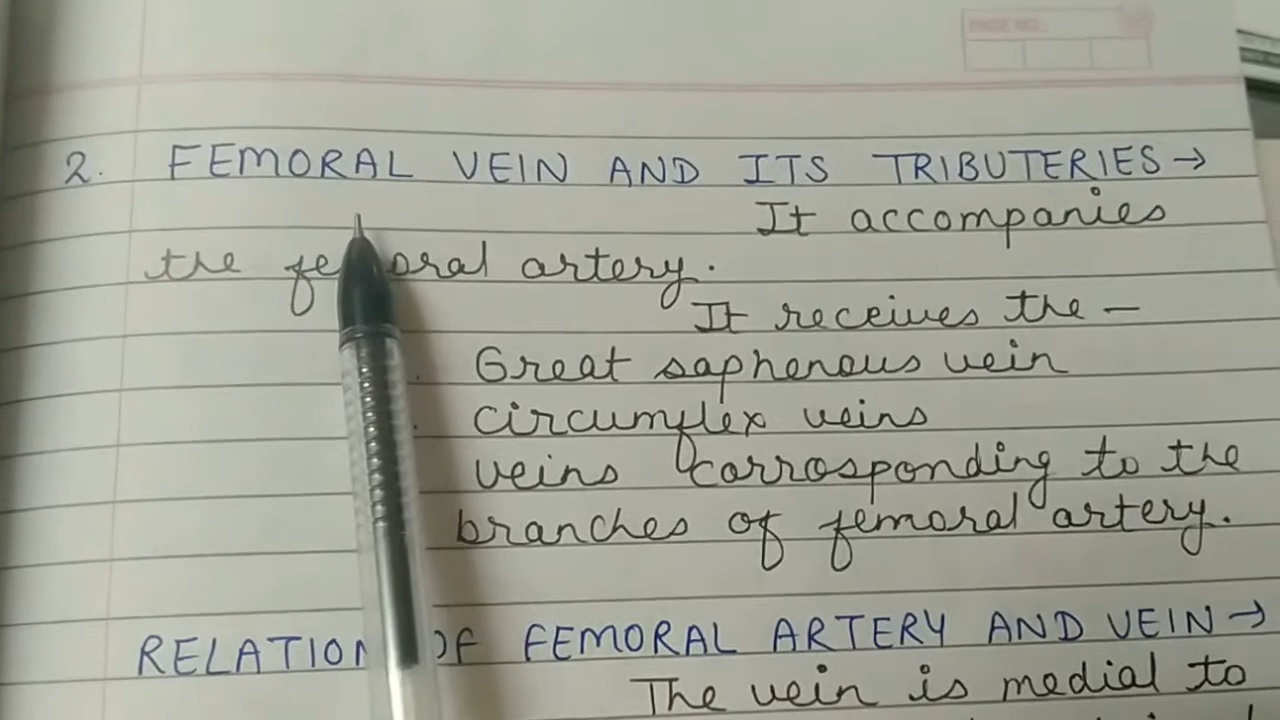 PAGE NO.
2. FEMORAL VEIN AND ITS TRIBUTERIES →
It accompanies
the femoral artery.
It receives the –
Great saphenous vein
circumflex veins
veins corrosponding to the
branches of femoral artery.
RELATION OF FEMORAL ARTERY AND VEIN →
The vein is medial to